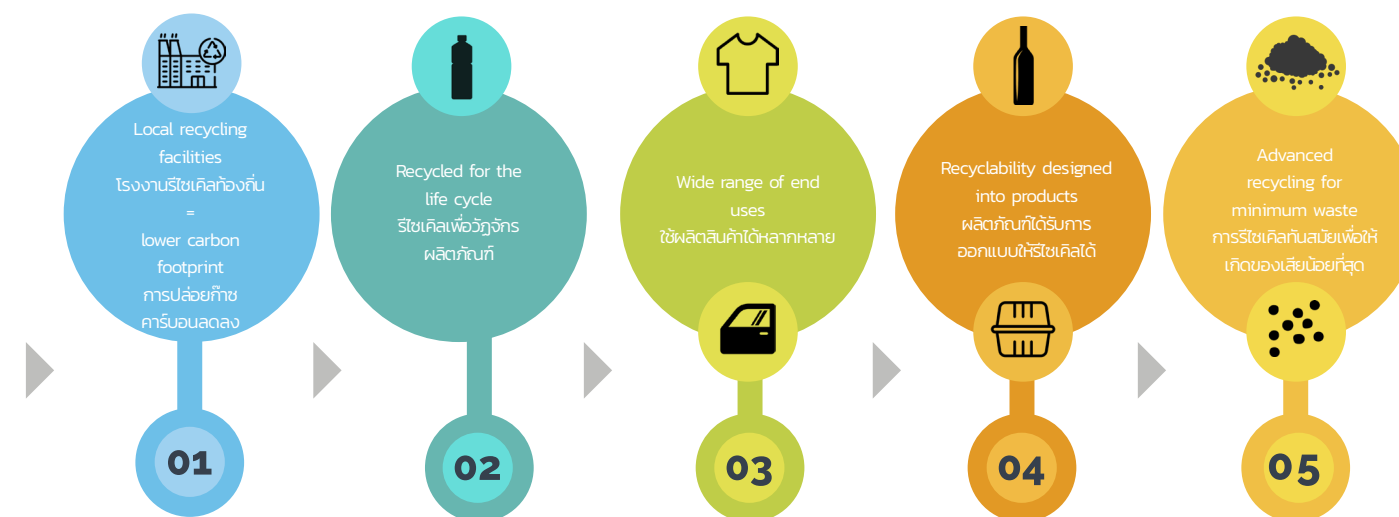 Local recycling
facilities
โรงงานรีไซเคิลท้องถิ่น
=
lower carbon
footprint
การปล่อยก๊าซ
คาร์บอนลดลง
01
Recycled for the
life cycle
รีไซเคิลเพื่อวัฏจักร
ผลิตภัณฑ์
02
Wide range of end
uses
ใช้ผลิตสินค้าได้หลากหลาย
03
Recyclability designed
into products
ผลิตภัณฑ์ได้รับการ
ออกแบบให้รีไซเคิลได้
04
Advanced
recycling for
minimum waste
การรีไซเคิลทันสมัยเพื่อให้
เกิดของเสียน้อยที่สุด
05